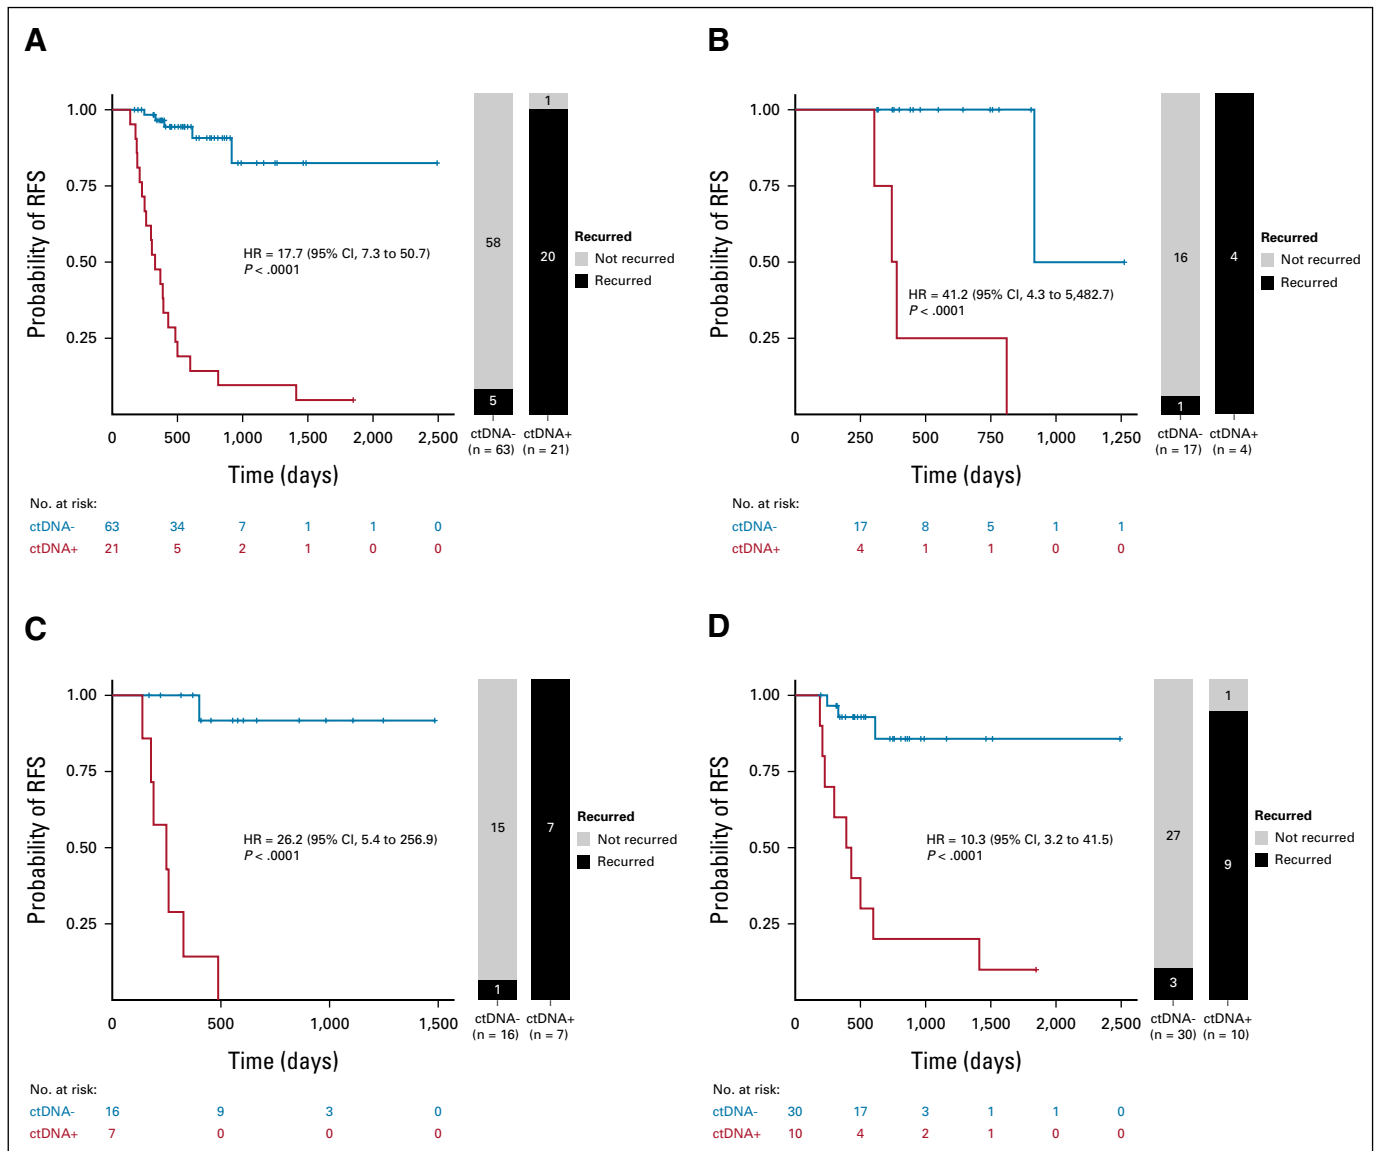 A
1.00
0.75
0.50
0.25
Probability of RFS
HR = 17.7 (95% CI, 7.3 to 50.7)
P < .0001
0 500 1,000 1,500 2,000 2,500
Time (days)
1
58
20
5
ctDNA- ctDNA+
(n = 63) (n = 21)
Recurred
Not recurred
Recurred
No. at risk:
ctDNA- 63 34 7 1 1 0
ctDNA+ 21 5 2 1 0 0
B
1.00
0.75
0.50
0.25
Probability of RFS
HR = 41.2 (95% CI, 4.3 to 5,482.7)
P < .0001
0 250 500 750 1,000 1,250
Time (days)
16
4
1
ctDNA- ctDNA+
(n = 17) (n = 4)
Recurred
Not recurred
Recurred
No. at risk:
ctDNA- 17 8 5 1 1
ctDNA+ 4 1 1 0 0
C
1.00
0.75
0.50
0.25
Probability of RFS
HR = 26.2 (95% CI, 5.4 to 256.9)
P < .0001
0 500 1,000 1,500
Time (days)
15
7
1
ctDNA- ctDNA+
(n = 16) (n = 7)
Recurred
Not recurred
Recurred
No. at risk:
ctDNA- 16 9 3 0
ctDNA+ 7 0 0 0
D
1.00
0.75
0.50
0.25
Probability of RFS
HR = 10.3 (95% CI, 3.2 to 41.5)
P < .0001
0 500 1,000 1,500 2,000 2,500
Time (days)
1
27
9
3
ctDNA- ctDNA+
(n = 30) (n = 10)
Recurred
Not recurred
Recurred
No. at risk:
ctDNA- 30 17 3 1 1 0
ctDNA+ 10 4 2 1 0 0